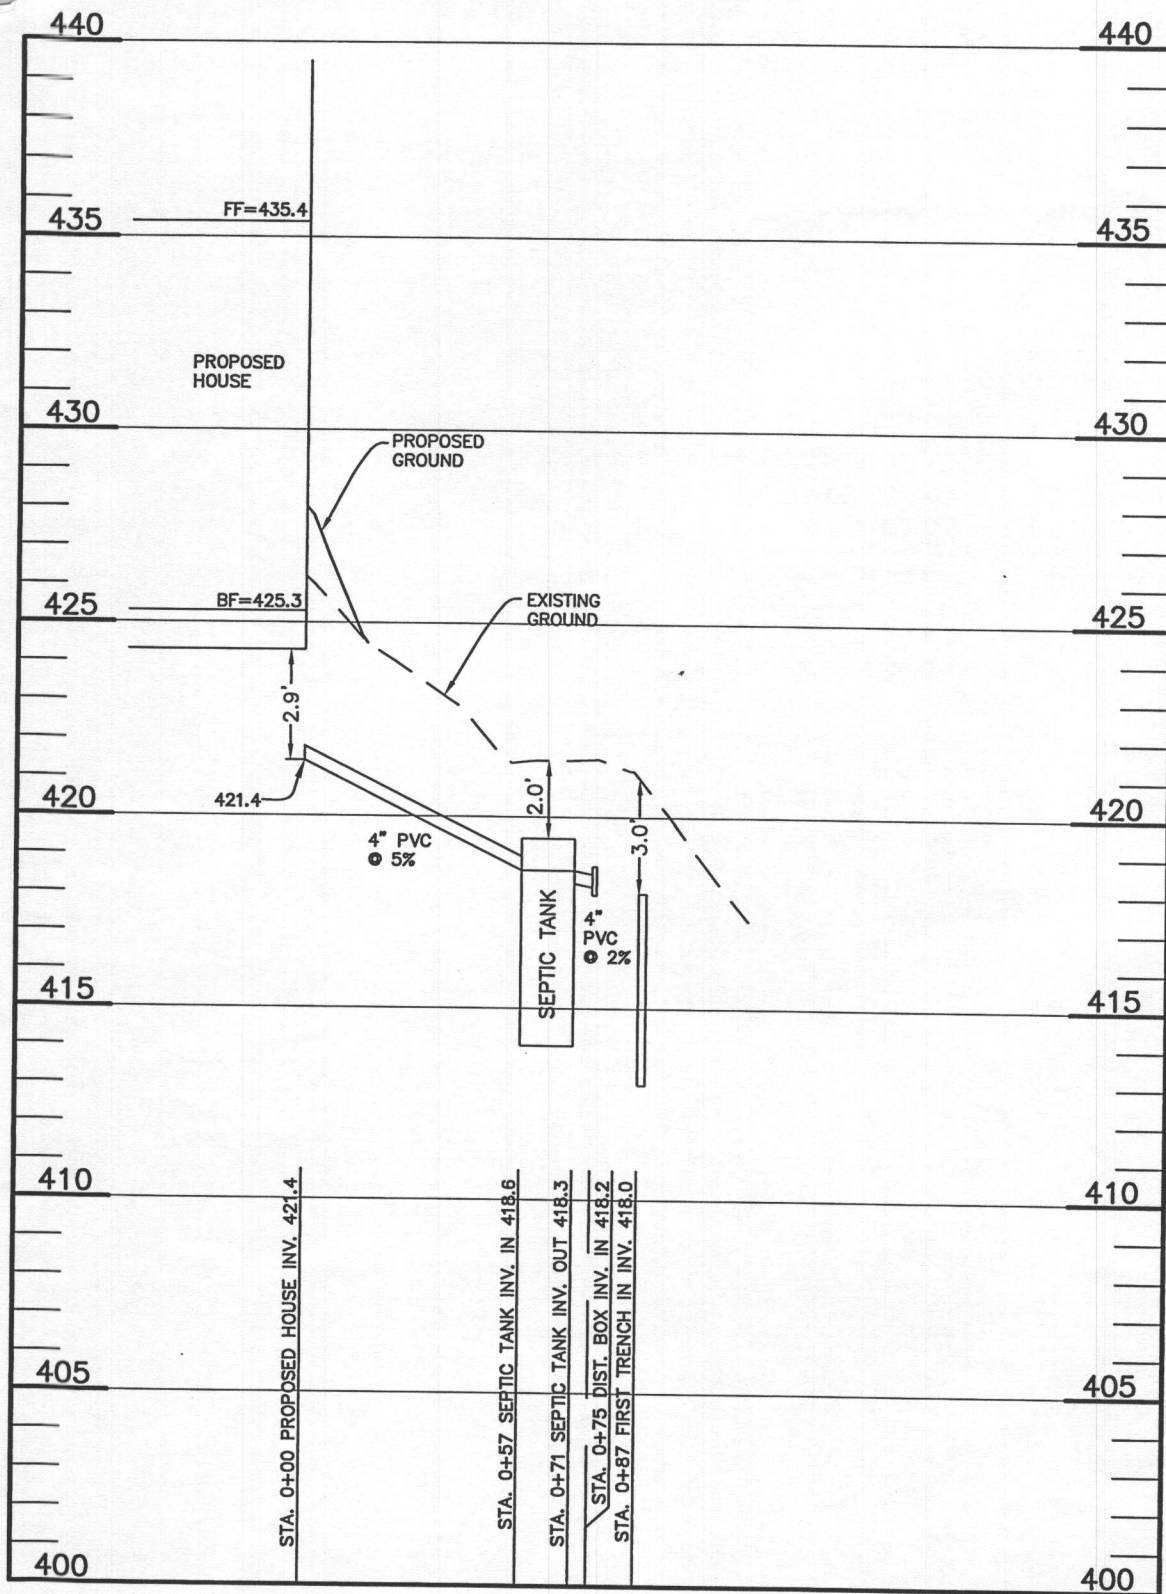 440
440
FF=435.4
435
435
PROPOSED
HOUSE
430
430
PROPOSED
GROUND
BF=425.3
425
425
EXISTING
GROUND
2.9'
421.4
420
420
2.0'
3.0'
4" PVC
@ 5%
SEPTIC TANK
4"
PVC
@ 2%
415
415
410
410
STA. 0+00 PROPOSED HOUSE INV. 421.4
STA. 0+57 SEPTIC TANK INV. IN 418.6
STA. 0+71 SEPTIC TANK INV. OUT 418.3
STA. 0+75 DIST. BOX INV. IN 418.2
STA. 0+87 FIRST TRENCH IN INV. 418.0
405
405
400
400